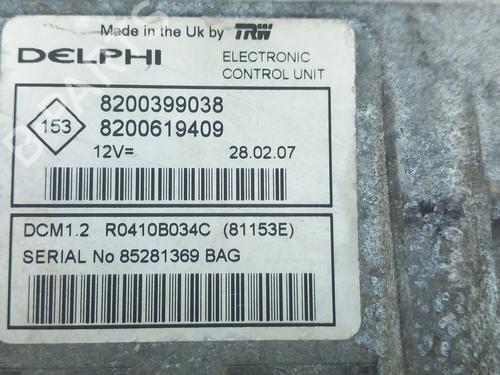 Made in the Uk by TRW
DELPHI ELECTRONIC
CONTROL UNIT
153 8200399038
8200619409
12V= 28.02.07
DCM1.2 R0410B034C (81153E)
SERIAL No 85281369 BAG
B-PARTS